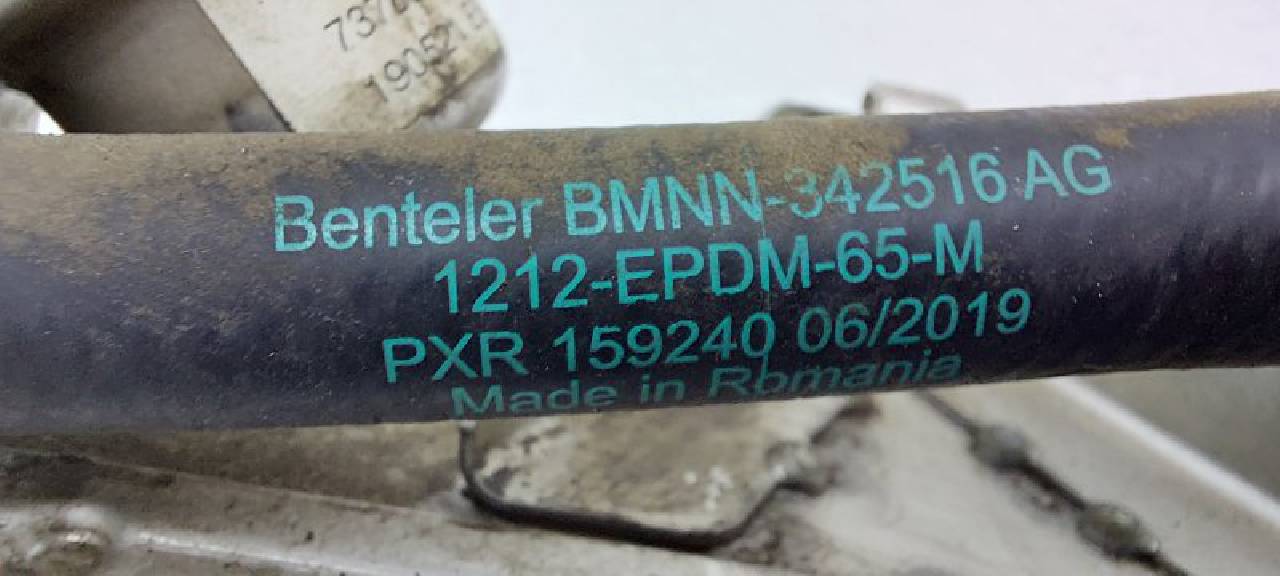 Benteler BMNN-342516 AG
1212-EPDM-65-M
PXR 159240 06/2019
Made in Romania